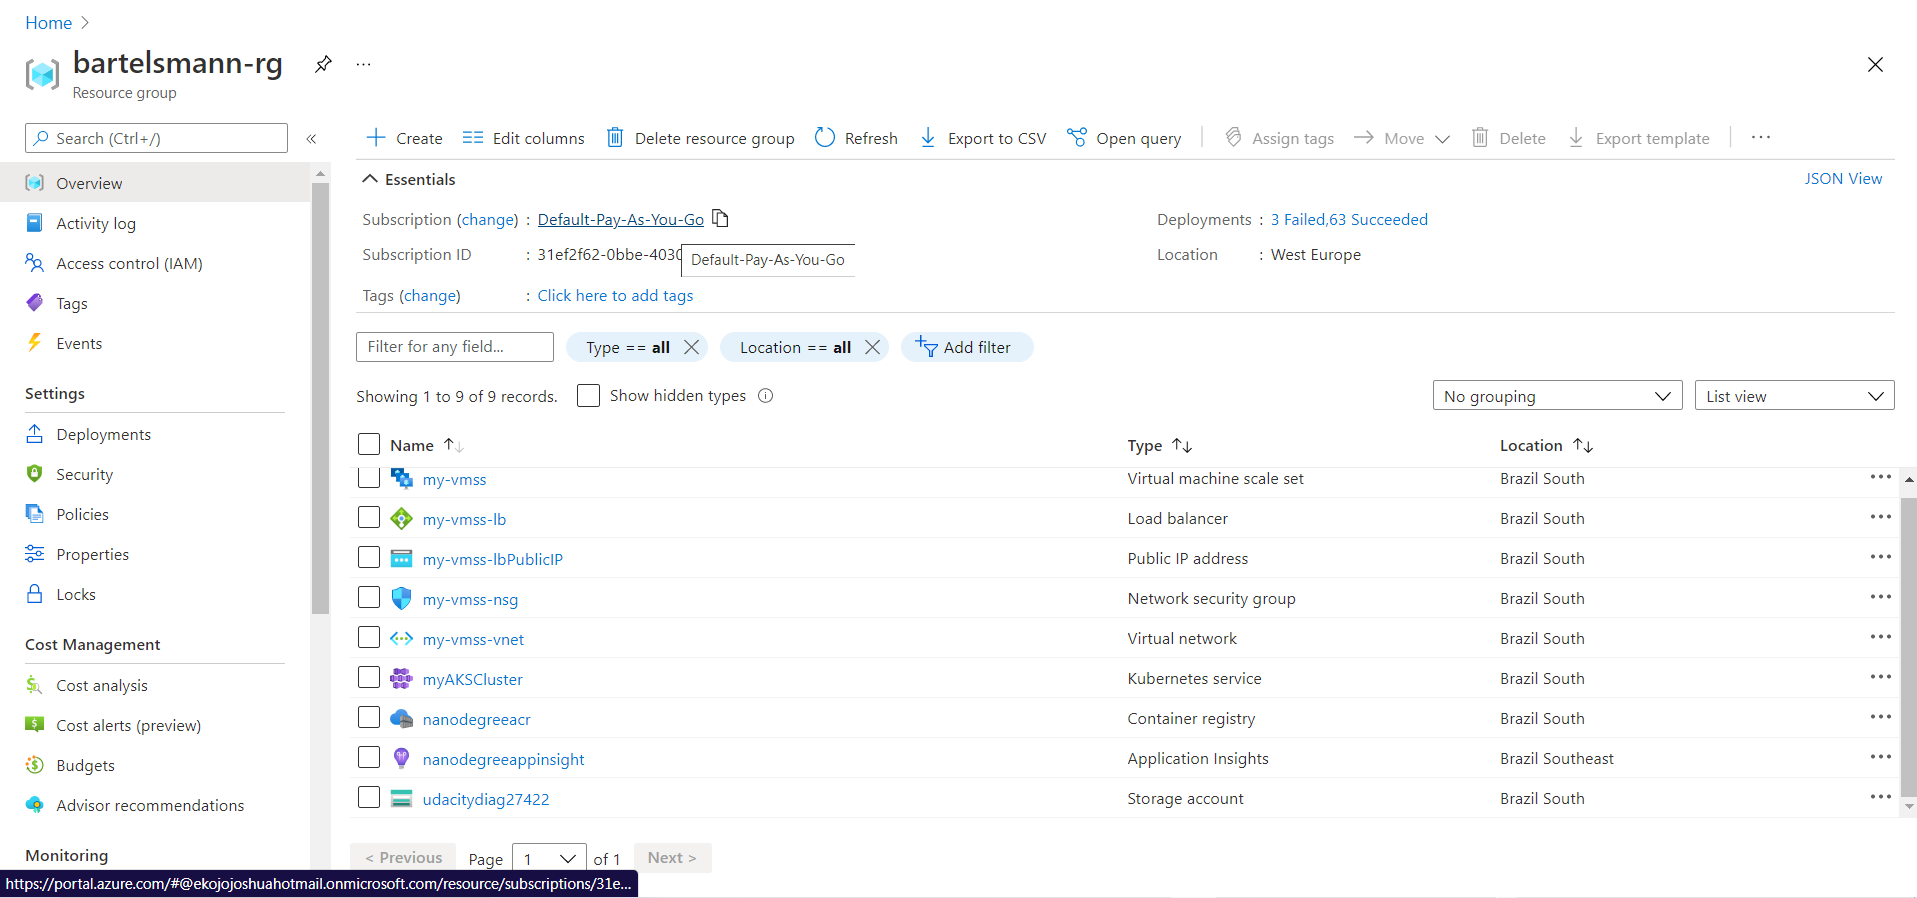 Home >
bartelsmann-rg ...
Resource group
Search (Ctrl+/) «
Overview
Activity log
Access control (IAM)
Tags
Events
Settings
Deployments
Security
Policies
Properties
Locks
Cost Management
Cost analysis
Cost alerts (preview)
Budgets
Advisor recommendations
Monitoring
Create Edit columns Delete resource group Refresh Export to CSV Open query Assign tags Move Delete Export template ...
Essentials JSON View
Subscription (change) : Default-Pay-As-You-Go Deployments : 3 Failed,63 Succeeded
Subscription ID : 31ef2f62-0bbe-4030 Location : West Europe
Default-Pay-As-You-Go
Tags (change) : Click here to add tags
Filter for any field... Type == all Location == all Add filter
Showing 1 to 9 of 9 records. Show hidden types No grouping List view
Name Type Location
my-vmss Virtual machine scale set Brazil South ...
my-vmss-lb Load balancer Brazil South ...
my-vmss-lbPublicIP Public IP address Brazil South ...
my-vmss-nsg Network security group Brazil South ...
my-vmss-vnet Virtual network Brazil South ...
myAKSCluster Kubernetes service Brazil South ...
nanodegreeacr Container registry Brazil South ...
nanodegreeappinsight Application Insights Brazil Southeast ...
udacitydiag27422 Storage account Brazil South ...
< Previous Page 1 of 1 Next >
https://portal.azure.com/#@ekojojoshuahotmail.onmicrosoft.com/resource/subscriptions/31e...